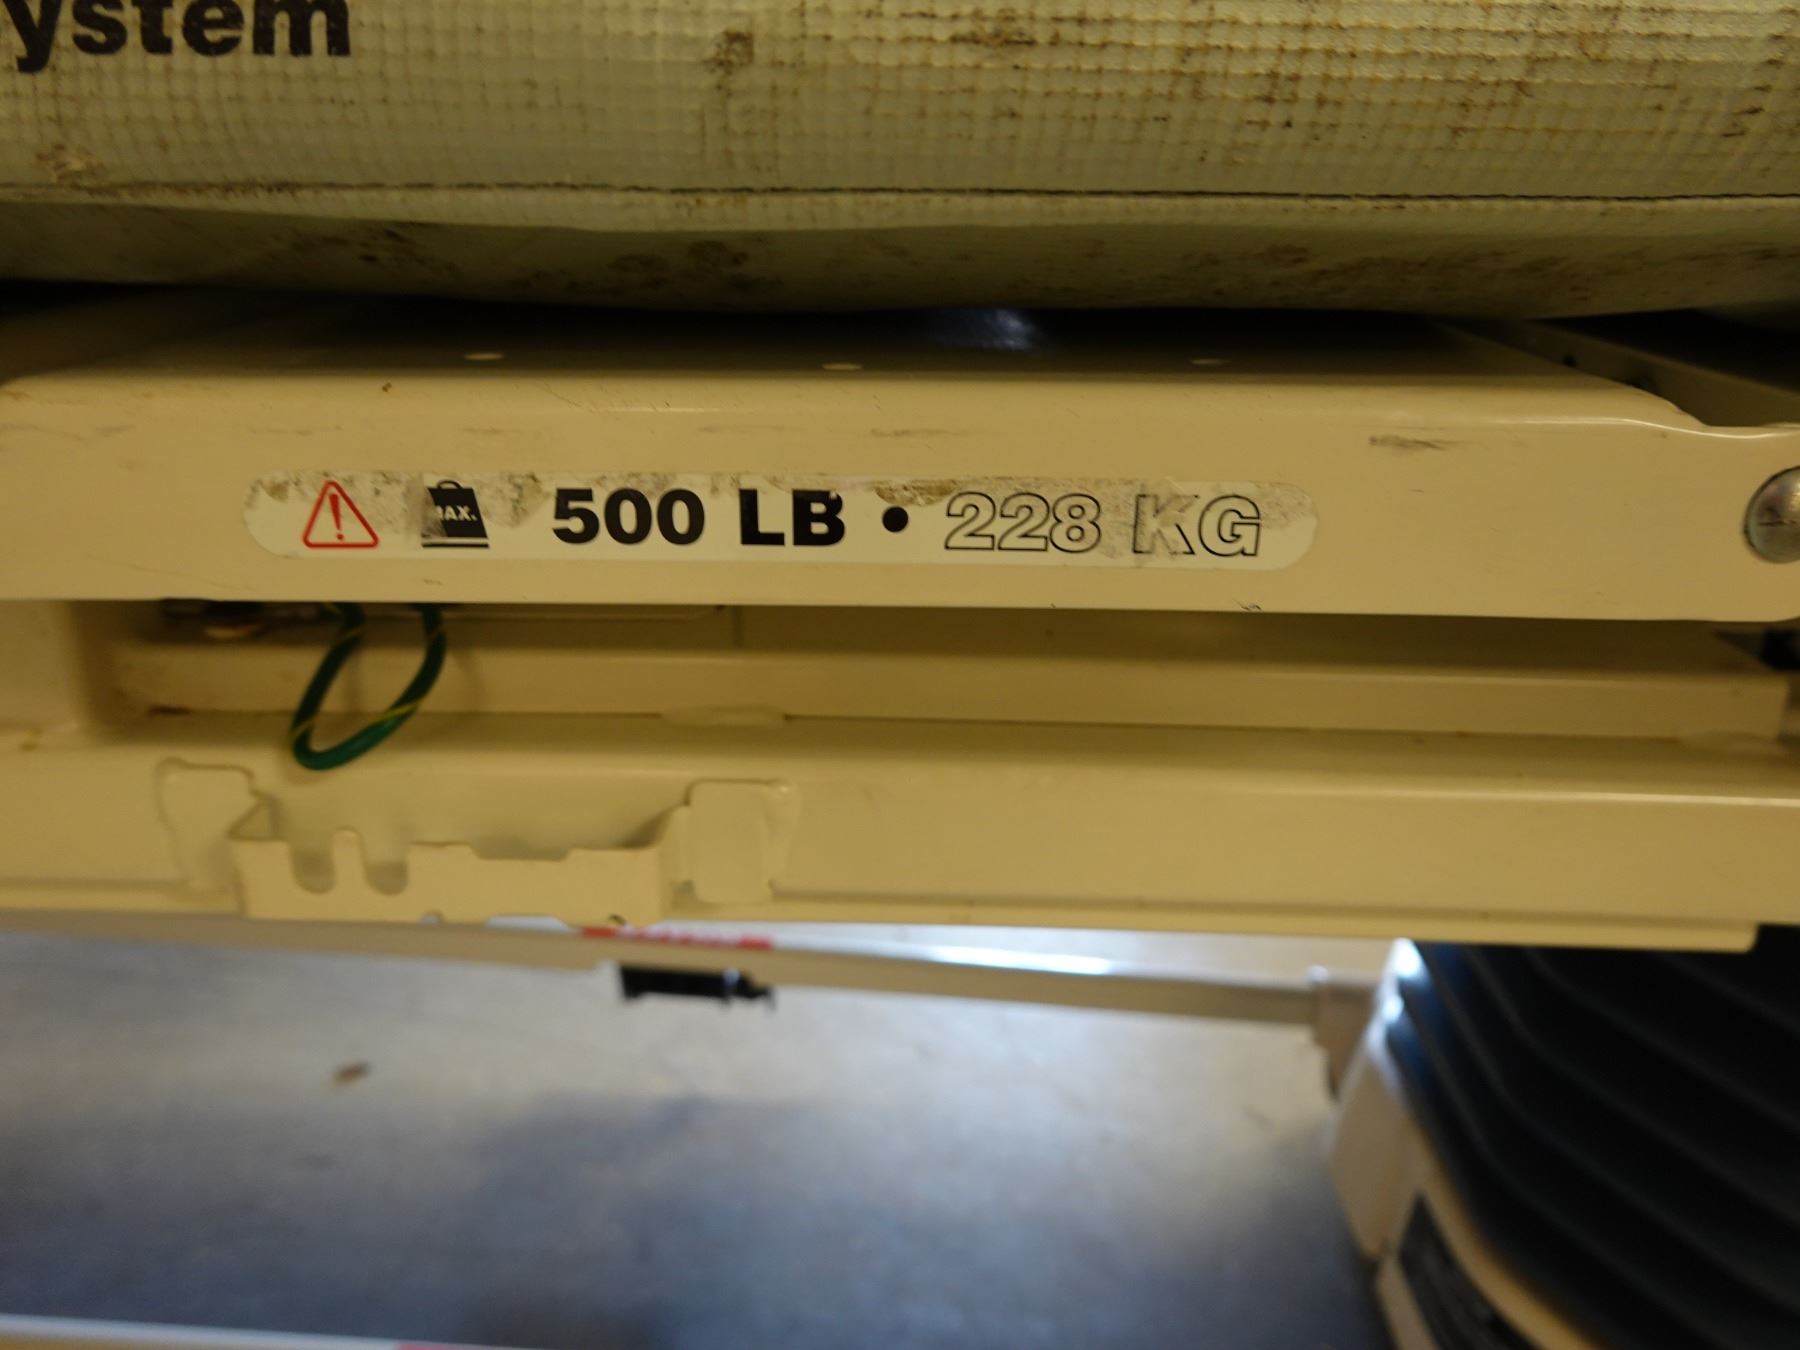 ystem
MAX. 500 LB • 228 KG